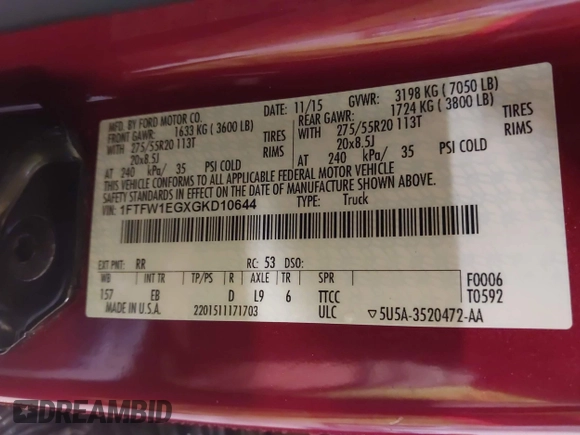 MFD. BY FORD MOTOR CO.
DATE: 11/15 GVWR: 3198 KG ( 7050 LB)
FRONT GAWR: 1633 KG ( 3600 LB) REAR GAWR: 1724 KG ( 3800 LB)
WITH 275/55R20 113T TIRES WITH 275/55R20 113T TIRES
20x8.5J RIMS 20x8.5J RIMS
AT 240 kPa/ 35 PSI COLD AT 240 kPa/ 35 PSI COLD
THIS VEHICLE CONFORMS TO ALL APPLICABLE FEDERAL MOTOR VEHICLE
SAFETY STANDARDS IN EFFECT ON THE DATE OF MANUFACTURE SHOWN ABOVE.
VIN: 1FTFW1EGXGKD10644 TYPE: Truck
EXT PNT: RR RC: 53 DSO:
WB INT TR TP/PS R AXLE TR SPR F0006
157 EB D L9 6 TTCC T0592
MADE IN U.S.A. 2201511171703 ULC ▽5U5A-3520472-AA
DREAMBID